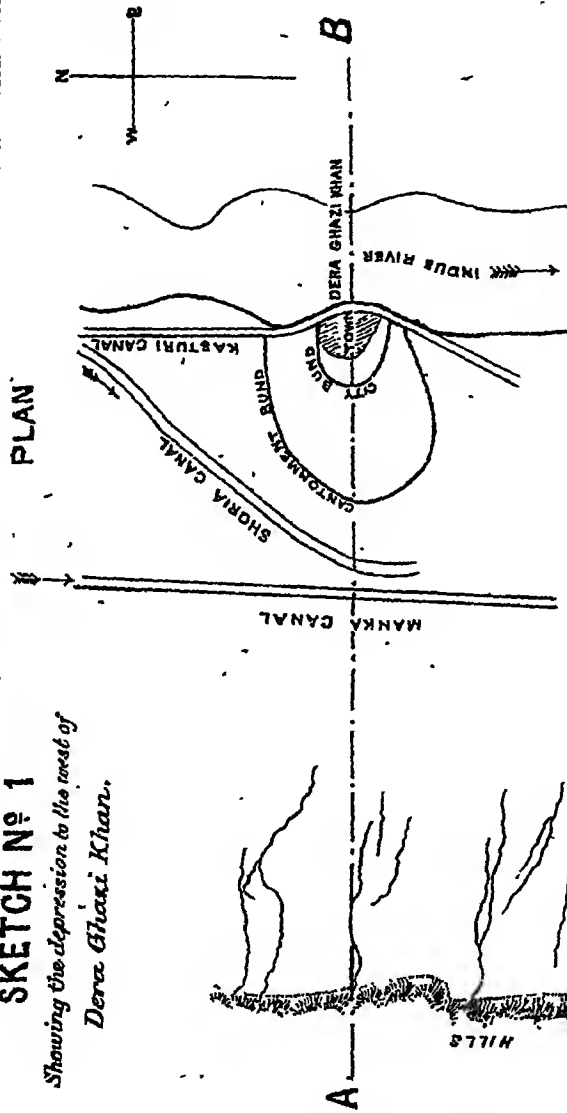 SKETCH Nº 1
Showing the depression to the west of
Dera Ghazi Khan.
PLAN
N
W
A
B
HILLS
MANKA CANAL
SHORIA CANAL
CANTONMENT BUND
CITY BUND
TOWN
KASTURI CANAL
DERA GHAZI KHAN
INDUS RIVER